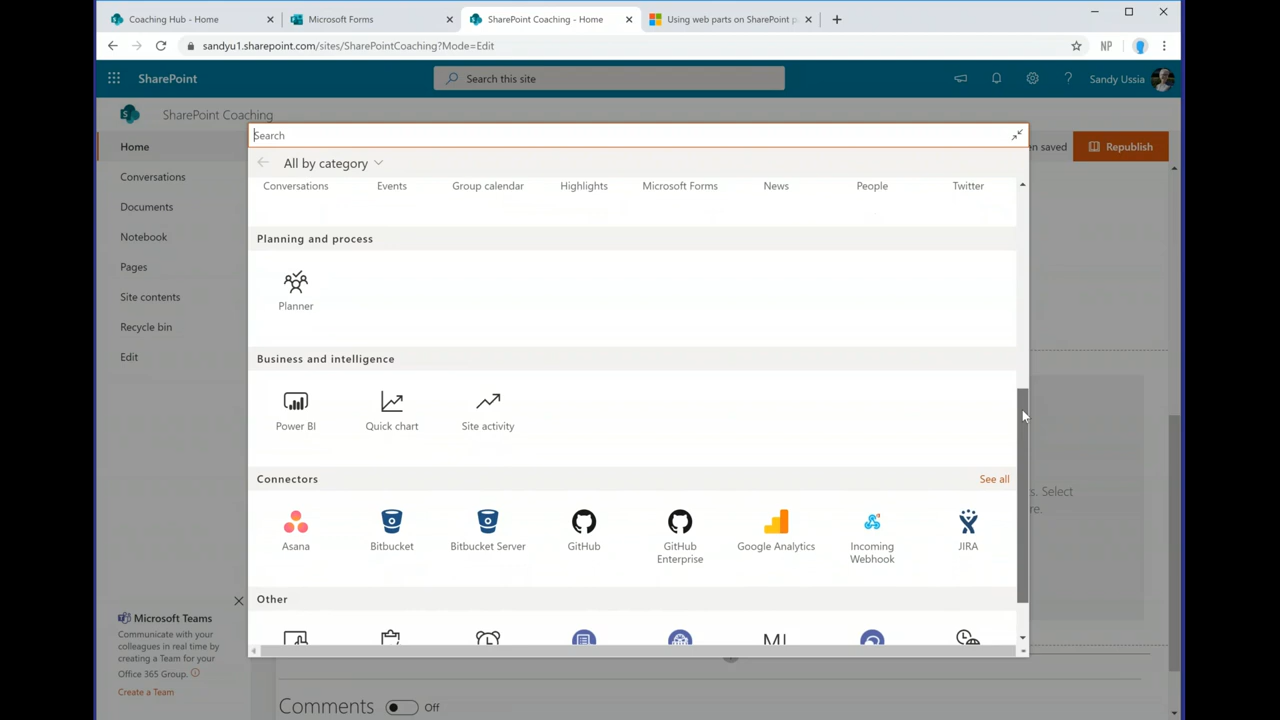 Coaching Hub - Home
Microsoft Forms
SharePoint Coaching - Home
Using web parts on SharePoint p
sandyu1.sharepoint.com/sites/SharePointCoaching?Mode=Edit
NP
SharePoint
Search this site
Sandy Ussia
SharePoint Coaching
Search
Home
en saved
Republish
All by category
Conversations
Conversations
Events
Group calendar
Highlights
Microsoft Forms
News
People
Twitter
Documents
Notebook
Planning and process
Pages
Site contents
Planner
Recycle bin
Edit
Business and intelligence
Power BI
Quick chart
Site activity
Connectors
See all
s. Select
re.
Asana
Bitbucket
Bitbucket Server
GitHub
GitHub
Enterprise
Google Analytics
Incoming
Webhook
JIRA
Other
Microsoft Teams
Communicate with your
colleagues in real time by
creating a Team for your
Office 365 Group.
Create a Team
Comments
Off